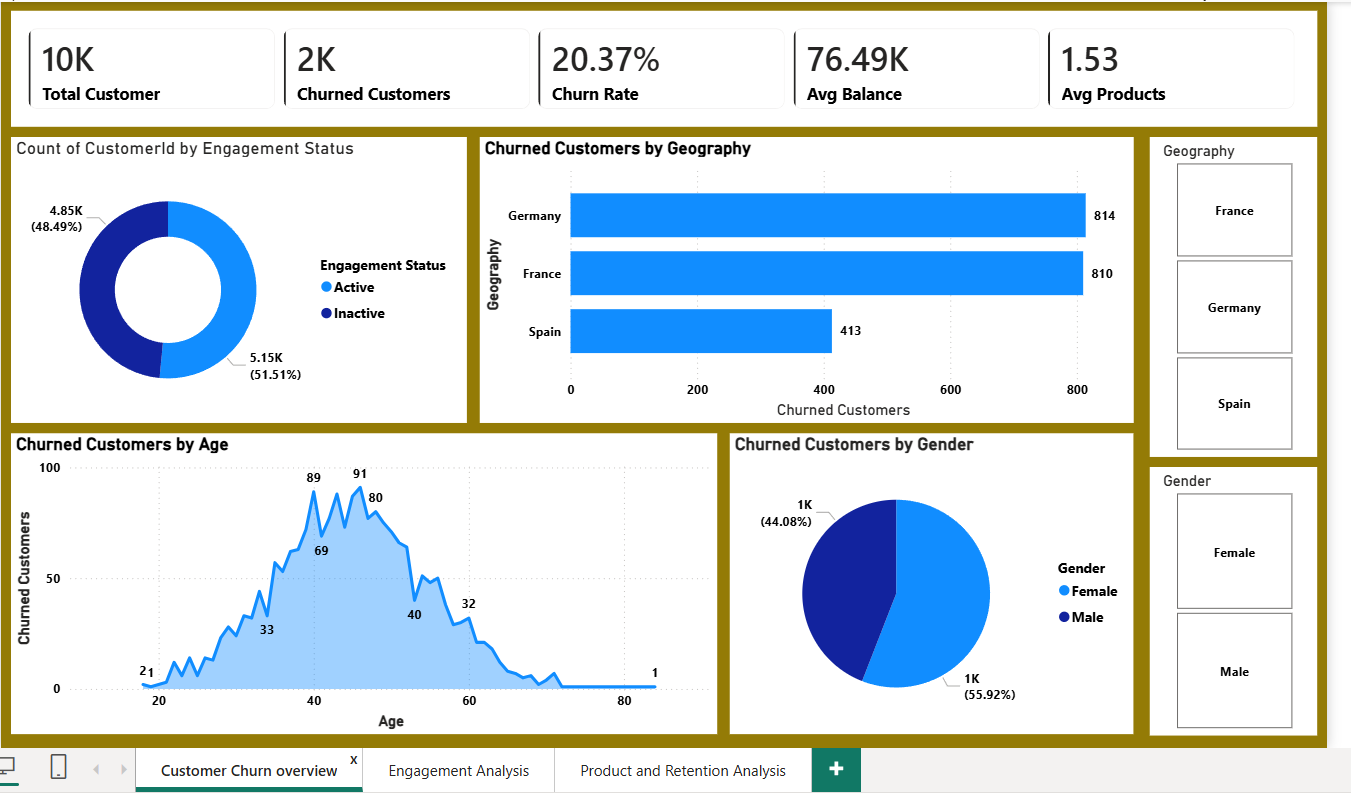 10K
Total Customer
2K
Churned Customers
20.37%
Churn Rate
76.49K
Avg Balance
1.53
Avg Products
Count of CustomerId by Engagement Status
4.85K
(48.49%)
5.15K
(51.51%)
Engagement Status
Active
Inactive
Churned Customers by Geography
Geography
Germany
814
France
810
Spain
413
0
200
400
600
800
Churned Customers
Geography
France
Germany
Spain
Churned Customers by Age
Churned Customers
100
50
0
2
1
33
89
69
91
80
40
32
1
20
40
60
80
Age
Churned Customers by Gender
1K
(44.08%)
1K
(55.92%)
Gender
Female
Male
Gender
Female
Male
Customer Churn overview
x
Engagement Analysis
Product and Retention Analysis
+